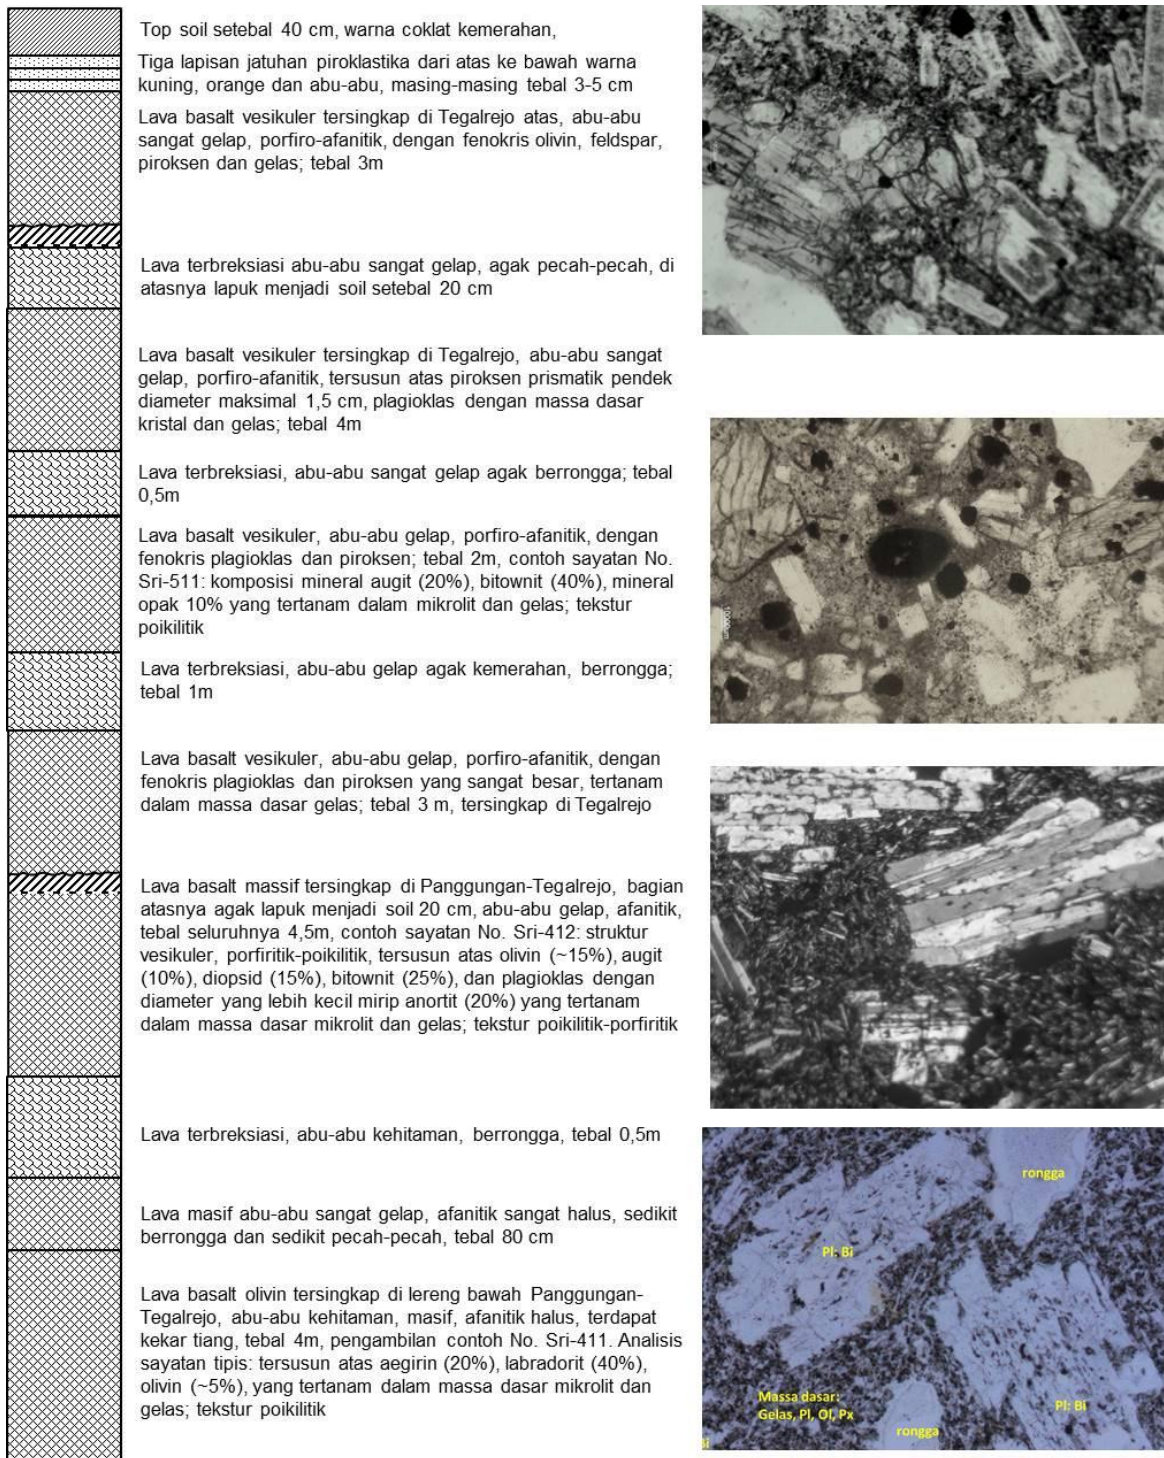 Top soil setebal 40 cm, warna coklat kemerahan,
Tiga lapisan jatuhan piroklastika dari atas ke bawah warna
kuning, orange dan abu-abu, masing-masing tebal 3-5 cm
Lava basalt vesikuler tersingkap di Tegalrejo atas, abu-abu
sangat gelap, porfiro-afanitik, dengan fenokris olivin, feldspar,
piroksen dan gelas; tebal 3m
Lava terbreksiasi abu-abu sangat gelap, agak pecah-pecah, di
atasnya lapuk menjadi soil setebal 20 cm
Lava basalt vesikuler tersingkap di Tegalrejo, abu-abu sangat
gelap, porfiro-afanitik, tersusun atas piroksen prismatik pendek
diameter maksimal 1,5 cm, plagioklas dengan massa dasar
kristal dan gelas; tebal 4m
Lava terbreksiasi, abu-abu sangat gelap agak berrongga; tebal
0,5m
Lava basalt vesikuler, abu-abu gelap, porfiro-afanitik, dengan
fenokris plagioklas dan piroksen; tebal 2m, contoh sayatan No.
Sri-511: komposisi mineral augit (20%), bitownit (40%), mineral
opak 10% yang tertanam dalam mikrolit dan gelas; tekstur
poikilitik
Lava terbreksiasi, abu-abu gelap agak kemerahan, berrongga;
tebal 1m
Lava basalt vesikuler, abu-abu gelap, porfiro-afanitik, dengan
fenokris plagioklas dan piroksen yang sangat besar, tertanam
dalam massa dasar gelas; tebal 3 m, tersingkap di Tegalrejo
Lava basalt massif tersingkap di Panggungan-Tegalrejo, bagian
atasnya agak lapuk menjadi soil 20 cm, abu-abu gelap, afanitik,
tebal seluruhnya 4,5m, contoh sayatan No. Sri-412: struktur
vesikuler, porfiritik-poikilitik, tersusun atas olivin (~15%), augit
(10%), diopsid (15%), bitownit (25%), dan plagioklas dengan
diameter yang lebih kecil mirip anortit (20%) yang tertanam
dalam massa dasar mikrolit dan gelas; tekstur poikilitik-porfiritik
Lava terbreksiasi, abu-abu kehitaman, berrongga, tebal 0,5m
Lava masif abu-abu sangat gelap, afanitik sangat halus, sedikit
berrongga dan sedikit pecah-pecah, tebal 80 cm
Lava basalt olivin tersingkap di lereng bawah Panggungan-
Tegalrejo, abu-abu kehitaman, masif, afanitik halus, terdapat
kekar tiang, tebal 4m, pengambilan contoh No. Sri-411. Analisis
sayatan tipis: tersusun atas aegirin (20%), labradorit (40%),
olivin (~5%), yang tertanam dalam massa dasar mikrolit dan
gelas; tekstur poikilitik
rongga
Pl: Bi
Massa dasar:
Gelas, Pl, Ol, Px
Pl: Bi
rongga